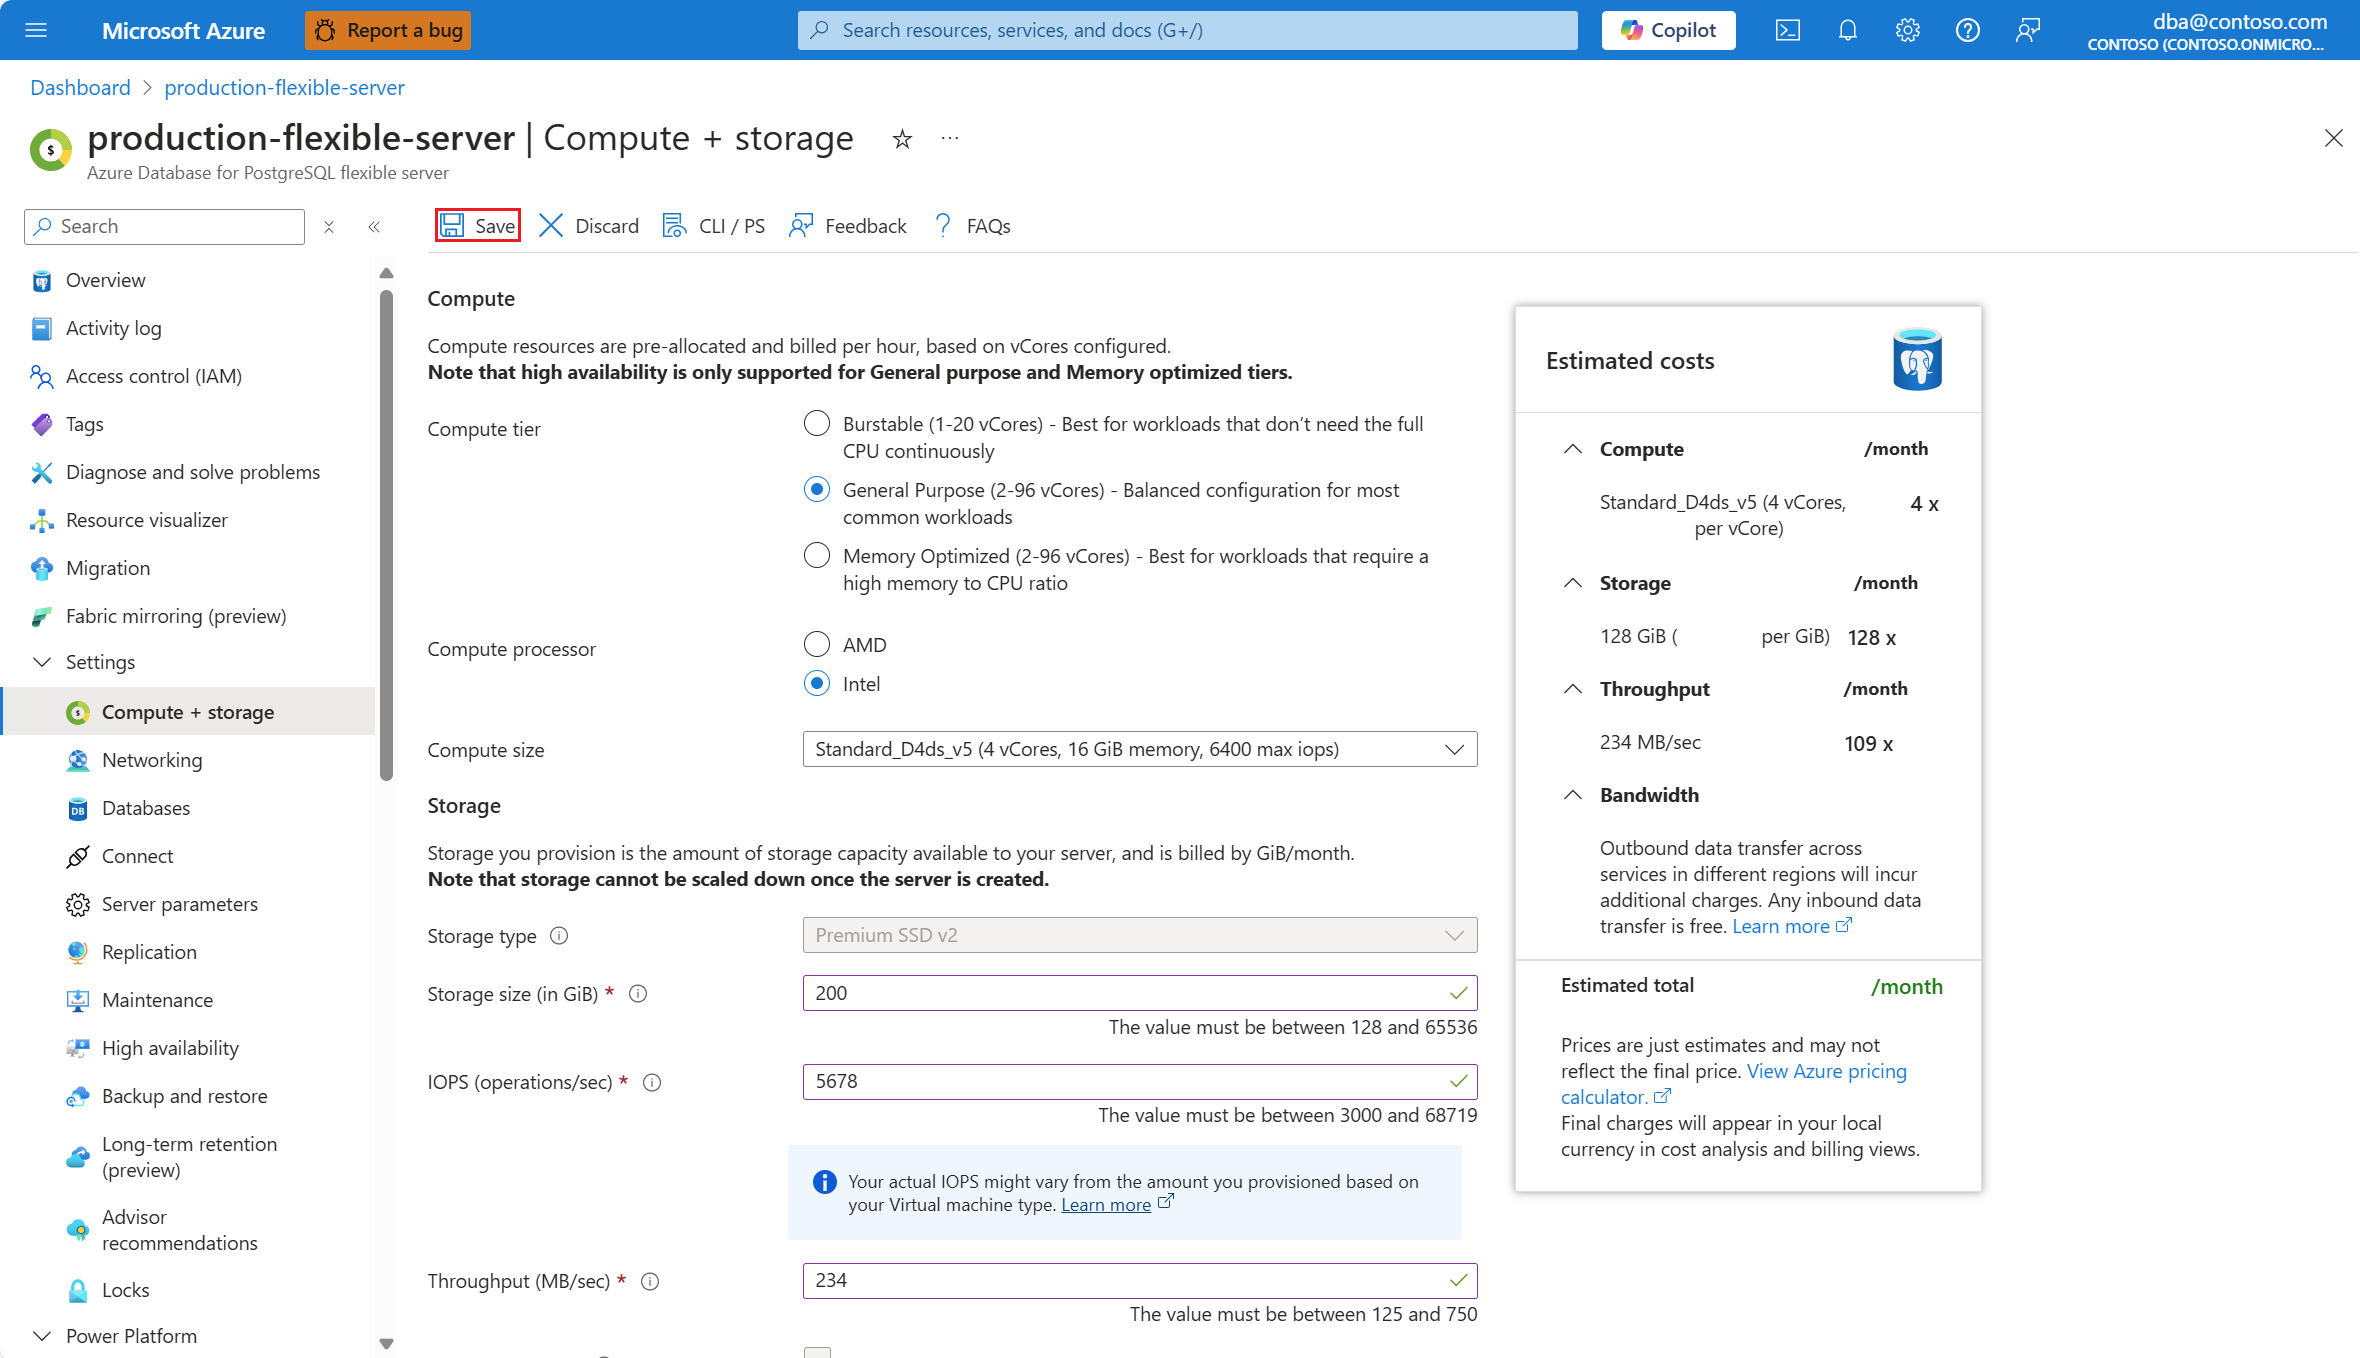 Microsoft Azure
Report a bug
Search resources, services, and docs (G+/)
Copilot
dba@contoso.com
CONTOSO (CONTOSO.ONMICRO...
Dashboard > production-flexible-server
production-flexible-server | Compute + storage
Azure Database for PostgreSQL flexible server
Search
Overview
Activity log
Access control (IAM)
Tags
Diagnose and solve problems
Resource visualizer
Migration
Fabric mirroring (preview)
Settings
Compute + storage
Networking
Databases
Connect
Server parameters
Replication
Maintenance
High availability
Backup and restore
Long-term retention
(preview)
Advisor
recommendations
Locks
Power Platform
Save
Discard
CLI / PS
Feedback
FAQs
Compute
Compute resources are pre-allocated and billed per hour, based on vCores configured.
Note that high availability is only supported for General purpose and Memory optimized tiers.
Compute tier
Burstable (1-20 vCores) - Best for workloads that don’t need the full
CPU continuously
General Purpose (2-96 vCores) - Balanced configuration for most
common workloads
Memory Optimized (2-96 vCores) - Best for workloads that require a
high memory to CPU ratio
Compute processor
AMD
Intel
Compute size
Standard_D4ds_v5 (4 vCores, 16 GiB memory, 6400 max iops)
Storage
Storage you provision is the amount of storage capacity available to your server, and is billed by GiB/month.
Note that storage cannot be scaled down once the server is created.
Storage type
Premium SSD v2
Storage size (in GiB) *
200
The value must be between 128 and 65536
IOPS (operations/sec) *
5678
The value must be between 3000 and 68719
Your actual IOPS might vary from the amount you provisioned based on
your Virtual machine type. Learn more
Throughput (MB/sec) *
234
The value must be between 125 and 750
Estimated costs
Compute /month
Standard_D4ds_v5 (4 vCores, 4 x
per vCore)
Storage /month
128 GiB ( per GiB) 128 x
Throughput /month
234 MB/sec 109 x
Bandwidth
Outbound data transfer across
services in different regions will incur
additional charges. Any inbound data
transfer is free. Learn more
Estimated total /month
Prices are just estimates and may not
reflect the final price. View Azure pricing
calculator.
Final charges will appear in your local
currency in cost analysis and billing views.